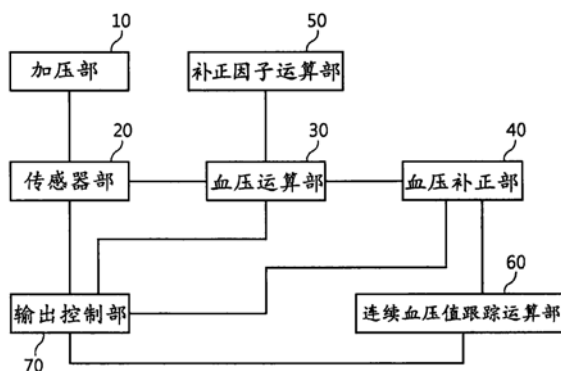 10
加压部
50
补正因子运算部
20
传感器部
30
血压运算部
40
血压补正部
输出控制部
70
60
连续血压值跟踪运算部